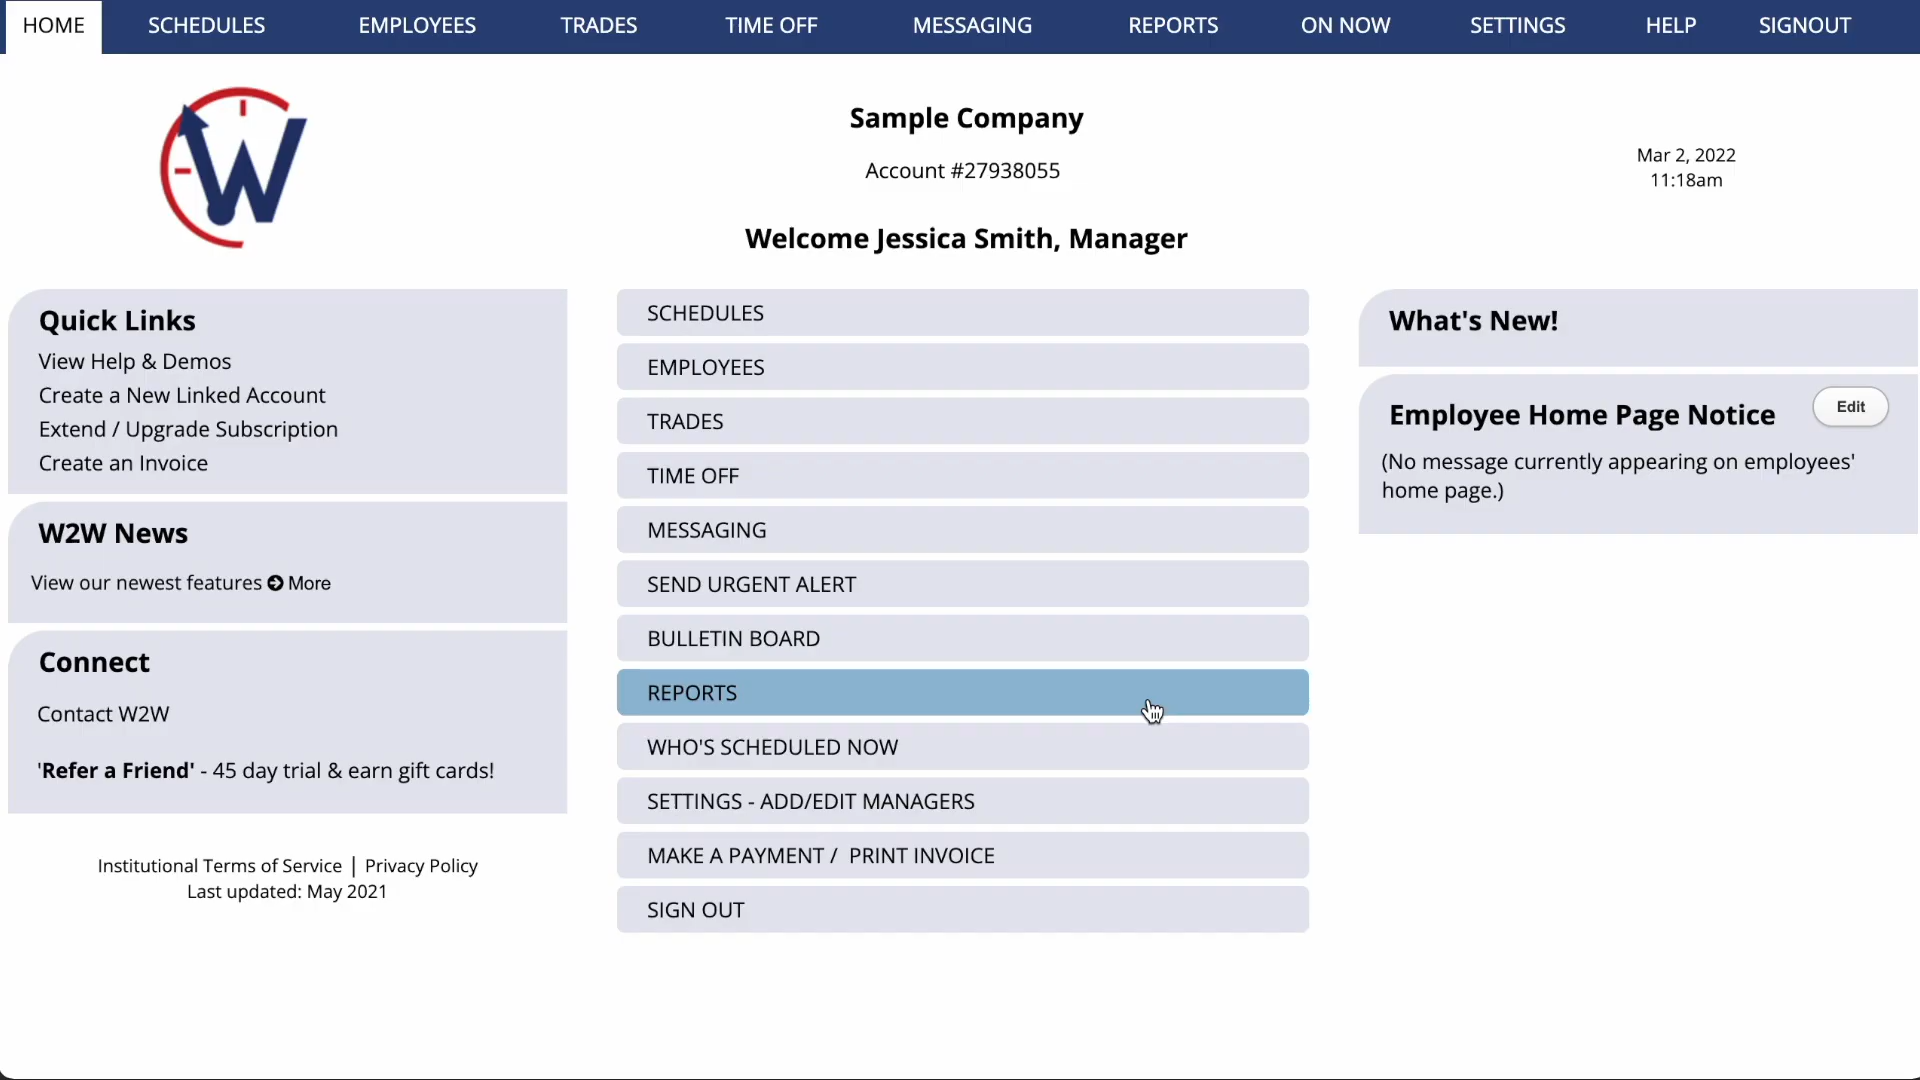 HOME
SCHEDULES
EMPLOYEES
TRADES
TIME OFF
MESSAGING
REPORTS
ON NOW
SETTINGS
HELP
SIGNOUT
W
Sample Company
Account #27938055
Welcome Jessica Smith, Manager
Mar 2, 2022
11:18am
Quick Links
View Help & Demos
Create a New Linked Account
Extend / Upgrade Subscription
Create an Invoice
W2W News
View our newest features More
Connect
Contact W2W
'Refer a Friend' - 45 day trial & earn gift cards!
Institutional Terms of Service | Privacy Policy
Last updated: May 2021
SCHEDULES
EMPLOYEES
TRADES
TIME OFF
MESSAGING
SEND URGENT ALERT
BULLETIN BOARD
REPORTS
WHO'S SCHEDULED NOW
SETTINGS - ADD/EDIT MANAGERS
MAKE A PAYMENT / PRINT INVOICE
SIGN OUT
What's New!
Employee Home Page Notice
Edit
(No message currently appearing on employees'
home page.)